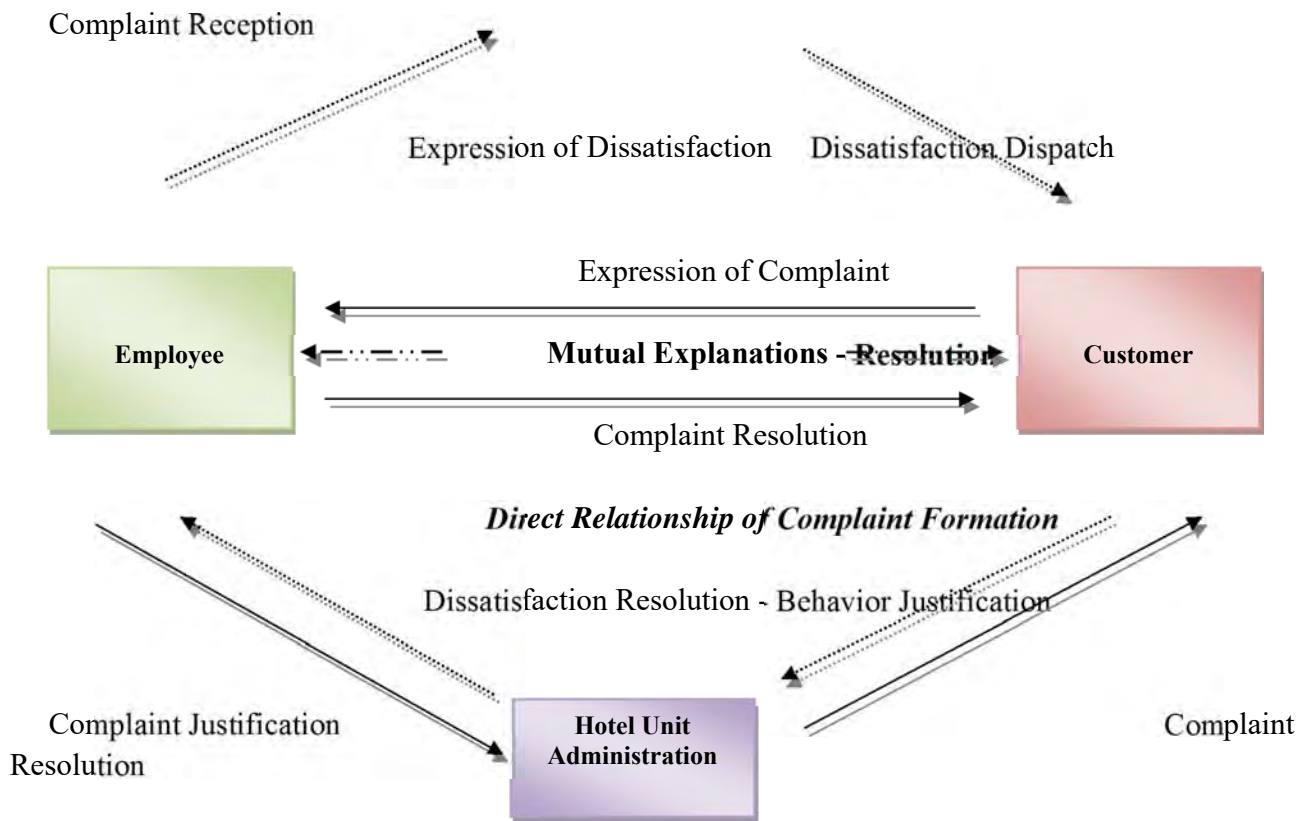 Complaint Reception
Expression of Dissatisfaction Dissatisfaction Dispatch
Expression of Complaint
Employee
Mutual Explanations - Resolution
Customer
Complaint Resolution
Direct Relationship of Complaint Formation
Dissatisfaction Resolution - Behavior Justification
Hotel Unit
Administration
Complaint Justification
Complaint
Resolution